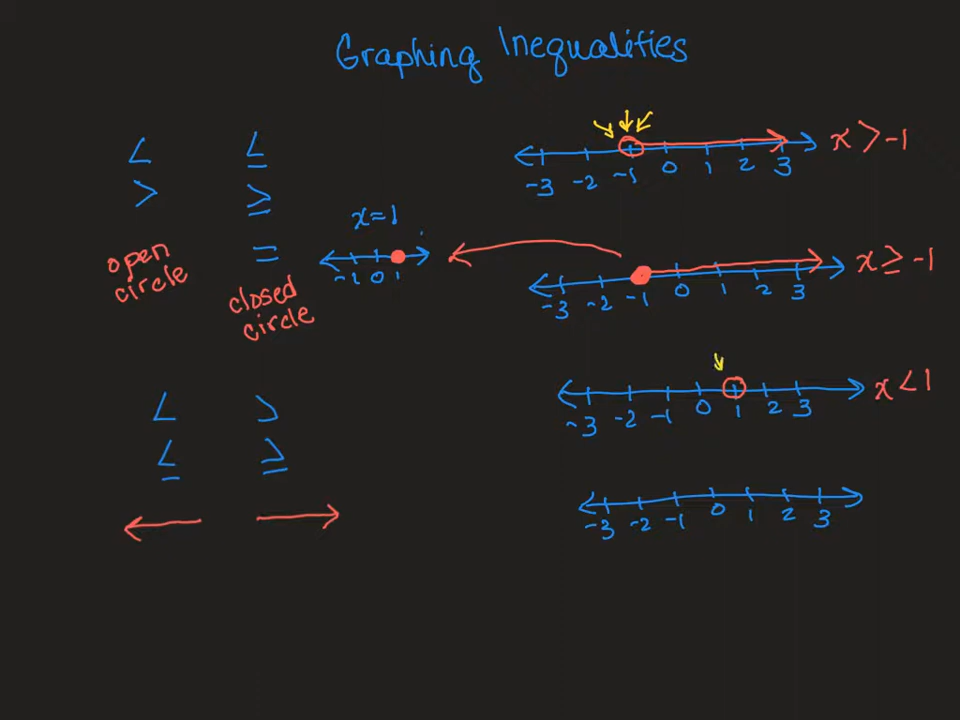 Graphing Inequalities
< ≤
> ≥
=
open
circle
closed
circle
x=1
-1 0 1
< >
≤ ≥
x > -1
-3 -2 -1 0 1 2 3
x ≥ -1
-3 -2 -1 0 1 2 3
x < 1
-3 -2 -1 0 1 2 3
-3 -2 -1 0 1 2 3